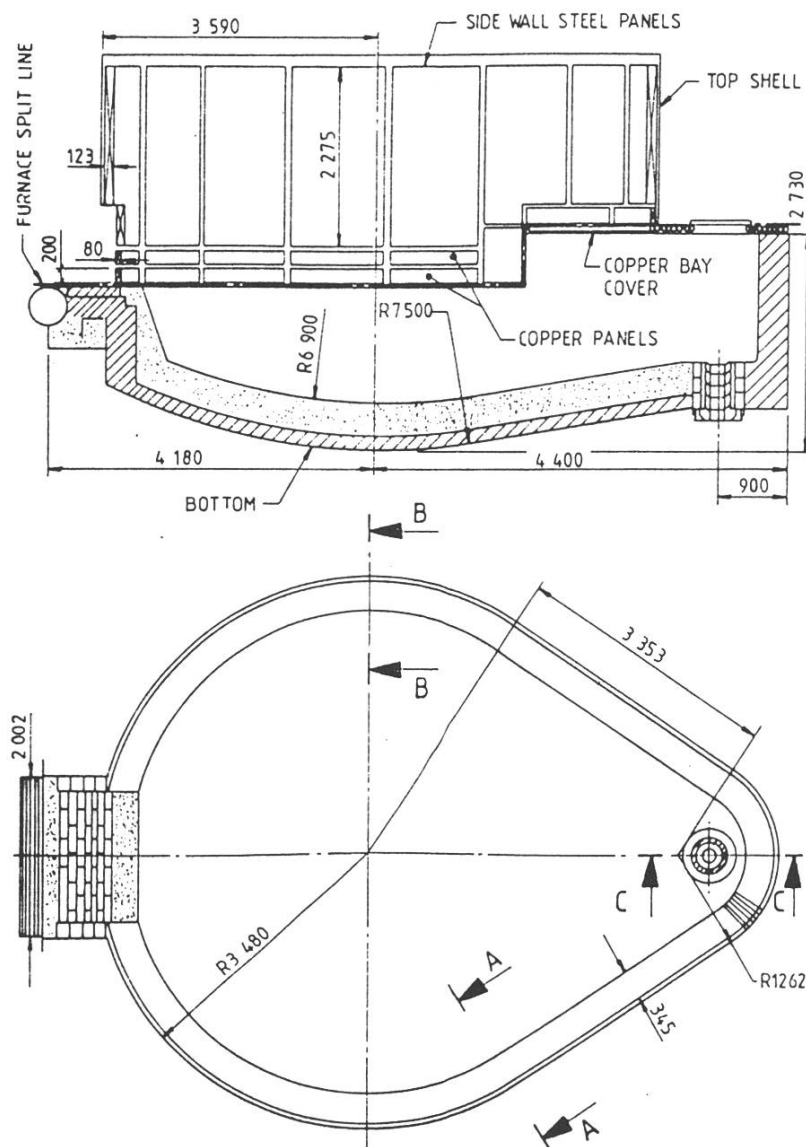 3 590
SIDE WALL STEEL PANELS
FURNACE SPLIT LINE
TOP SHELL
123
2 275
2 730
200
80
COPPER BAY
COVER
R7500
COPPER PANELS
R6 900
4 180
4 400
BOTTOM
900
B
3 353
B
2 002
C
C
R3 480
A
R1262
345
A